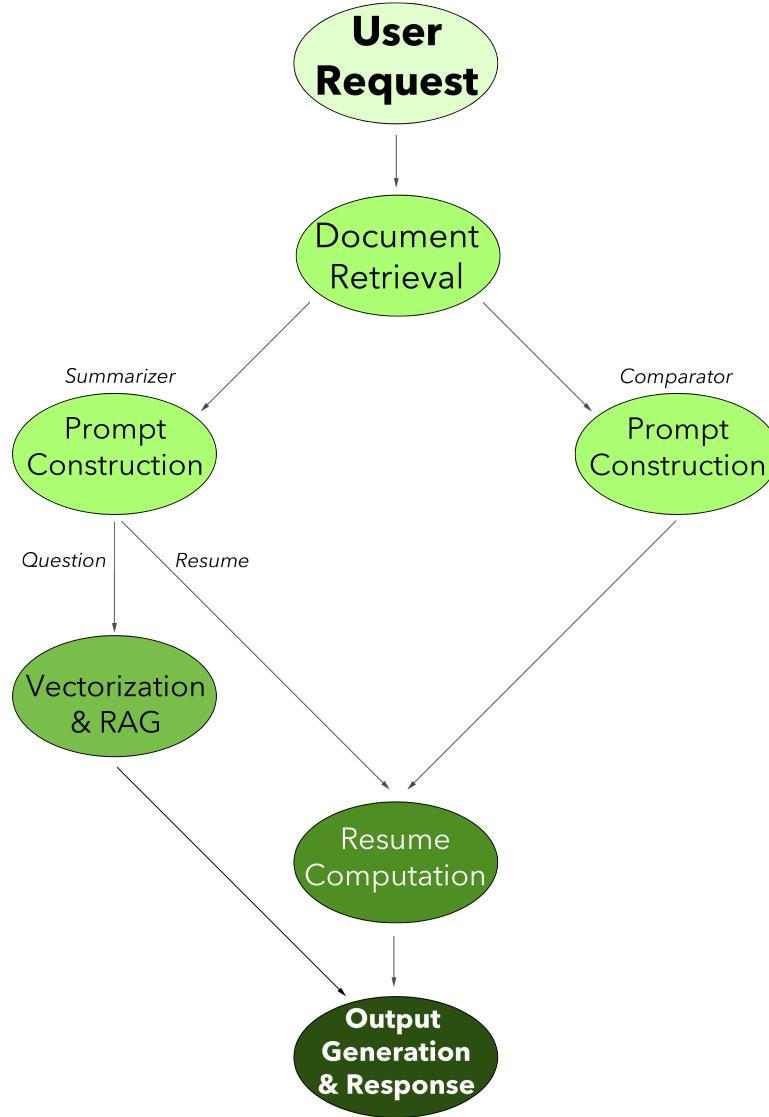 User
Request
Document
Retrieval
Summarizer
Comparator
Prompt
Construction
Prompt
Construction
Question
Resume
Vectorization
& RAG
Resume
Computation
Output
Generation
& Response